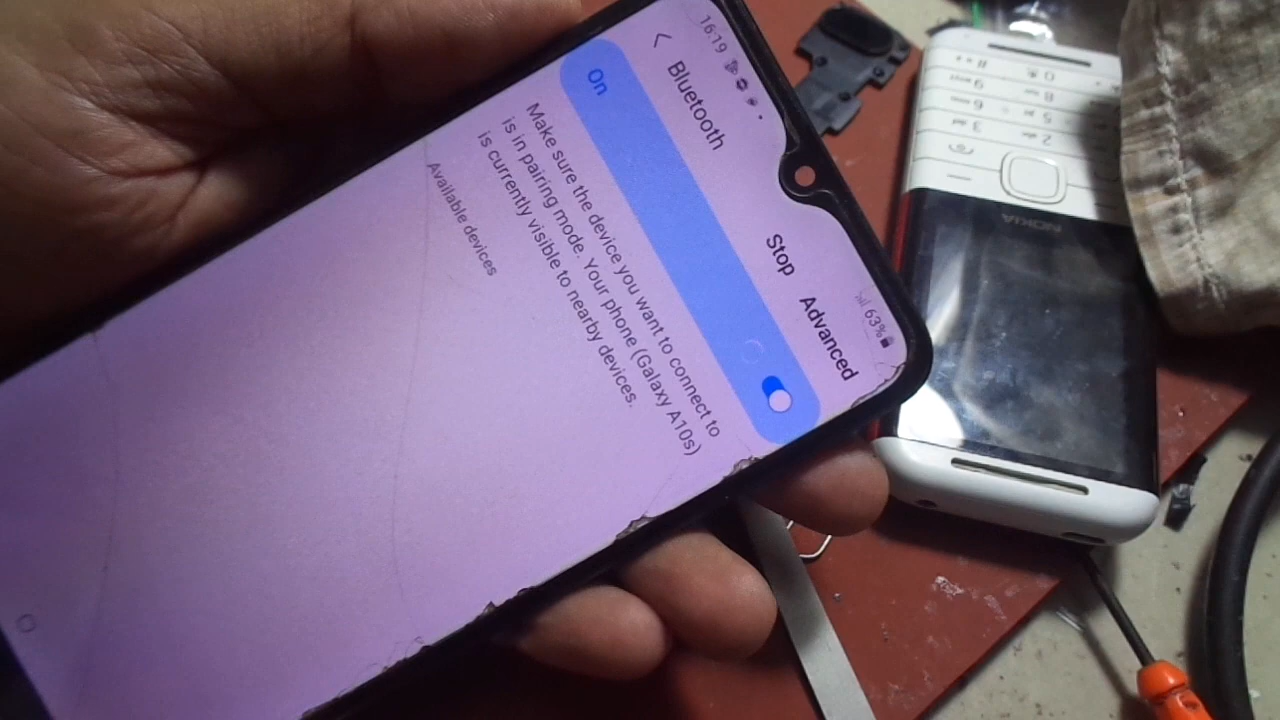 16:19
63%
Bluetooth
Stop
Advanced
On
Make sure the device you want to connect to
is in pairing mode. Your phone (Galaxy A10s)
is currently visible to nearby devices.
Available devices
NOKIA